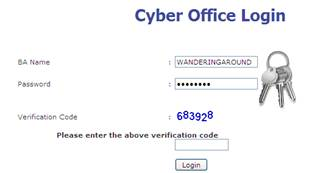 Cyber Office Login
BA Name : WANDERINGAROUND
Password : ••••••••
Verification Code : 683928
Please enter the above verification code
Login